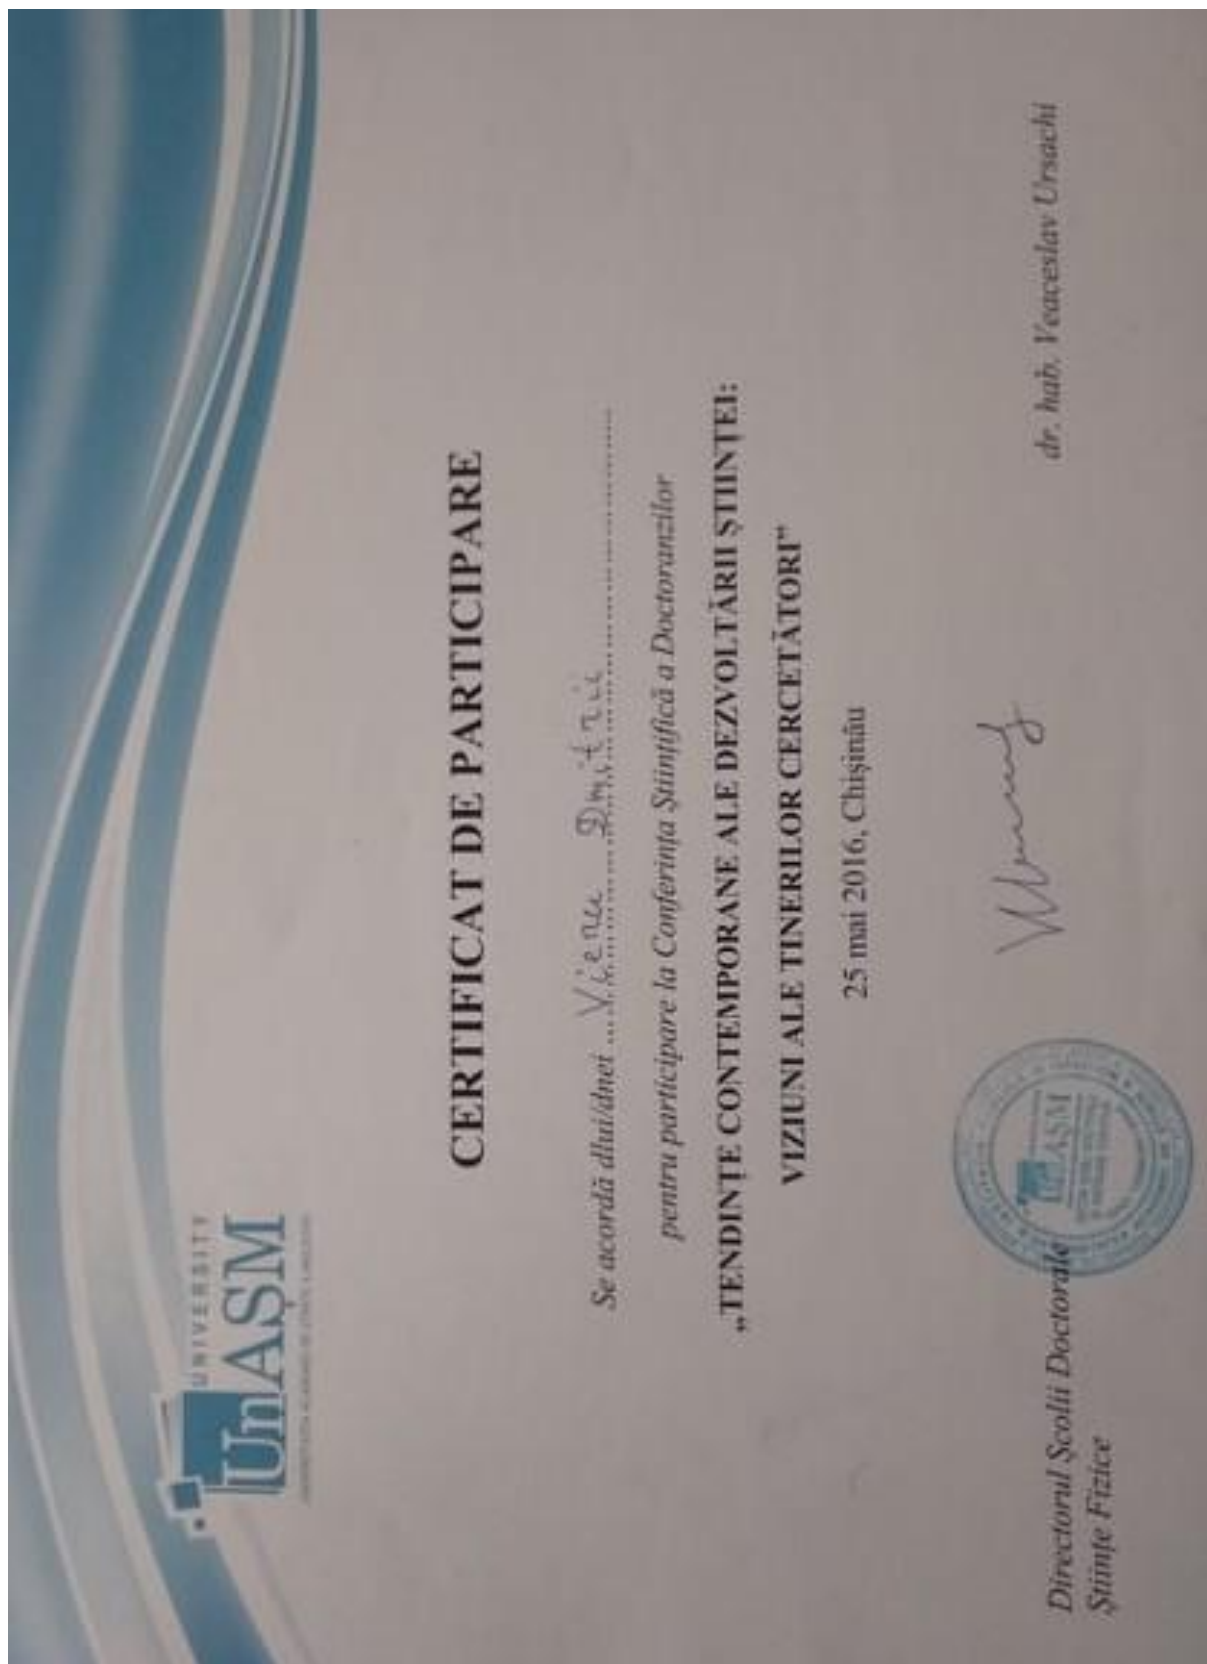 UNIVERSITY
UnAȘM
CERTIFICAT DE PARTICIPARE
Se acordă dlui/dnei ....Vieru Dmitrii....
pentru participare la Conferința Științifică a Doctoranzilor
„TENDINȚE CONTEMPORANE ALE DEZVOLTĂRII ȘTIINȚEI:
VIZIUNI ALE TINERILOR CERCETĂTORI”
25 mai 2016, Chișinău
Directorul Școlii Doctorale
Științe Fizice
UnAȘM
dr. hab. Veaceslav Ursachi